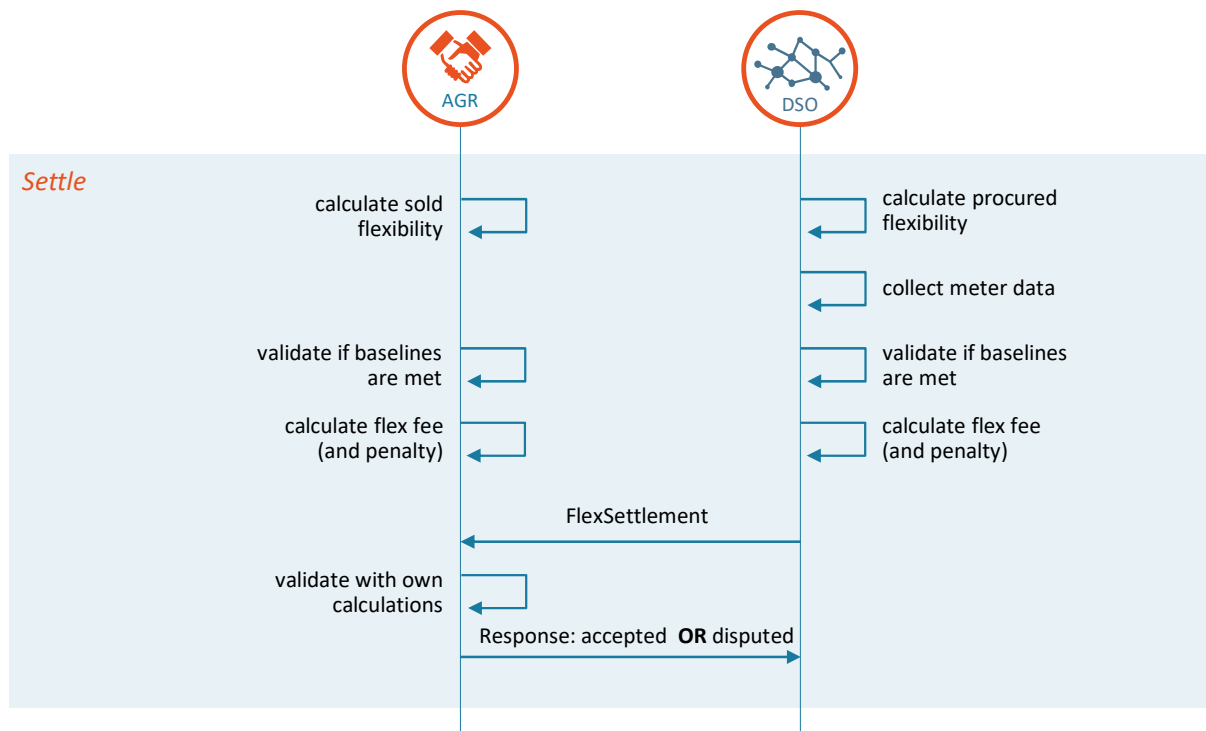 AGR
DSO
Settle
calculate sold
flexibility
calculate procured
flexibility
collect meter data
validate if baselines
are met
validate if baselines
are met
calculate flex fee
(and penalty)
calculate flex fee
(and penalty)
FlexSettlement
validate with own
calculations
Response: accepted OR disputed